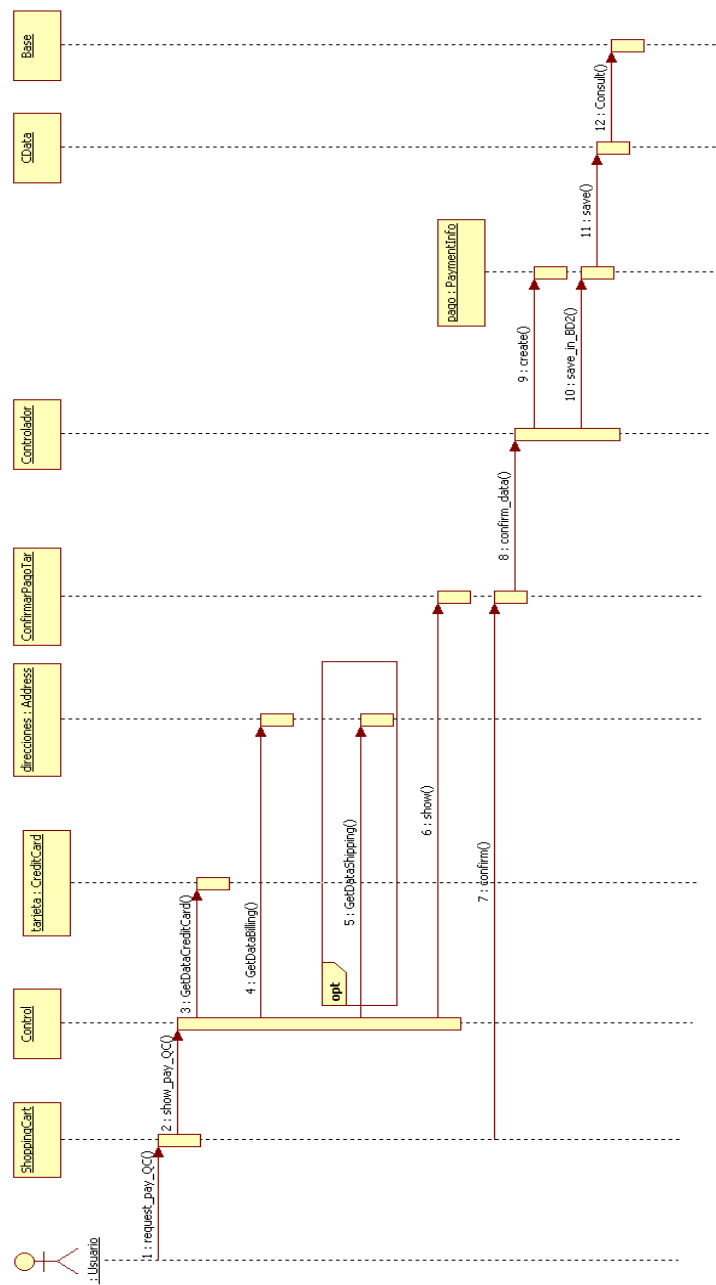 : Usuario
ShoppingCart
Control
tarjeta : CreditCard
direcciones : Address
ConfirmarPagoTar
Controlador
pago : PaymentInfo
CData
Base
1 : request_pay_QC()
2 : show_pay_QC()
3 : GetDataCreditCard()
4 : GetDataBilling()
opt
5 : GetDataShipping()
6 : show()
7 : confirm()
8 : confirm_data()
9 : create()
10 : save_in_BD2()
11 : save()
12 : Consult()